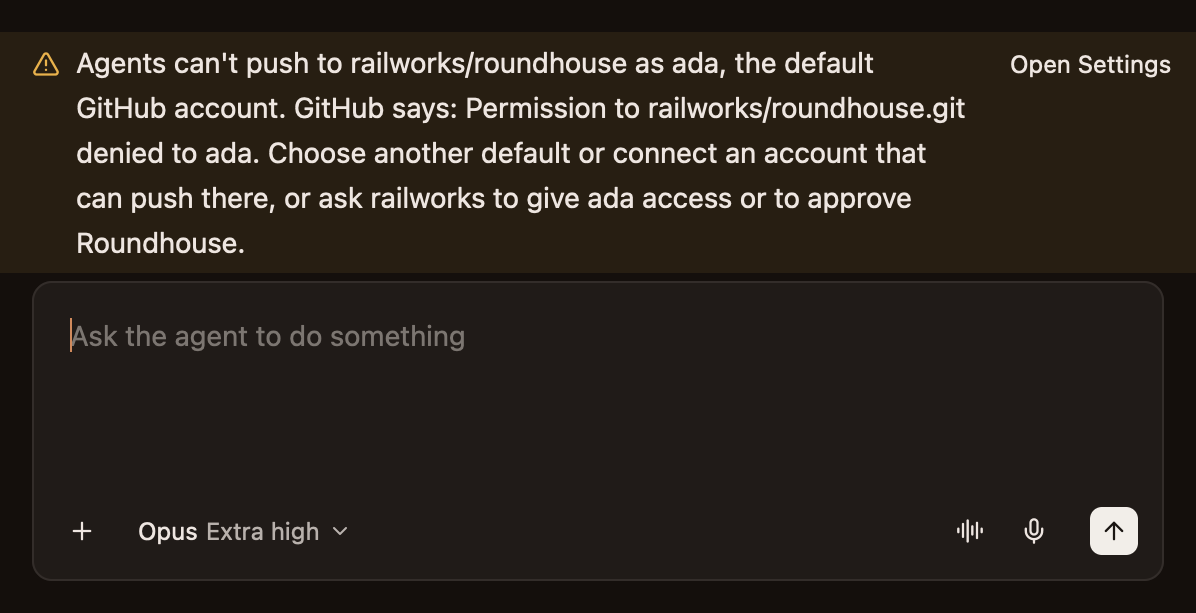 Agents can't push to railworks/roundhouse as ada, the default
Open Settings
GitHub account. GitHub says: Permission to railworks/roundhouse.git
denied to ada. Choose another default or connect an account that
can push there, or ask railworks to give ada access or to approve
Roundhouse.
Ask the agent to do something
Opus Extra high